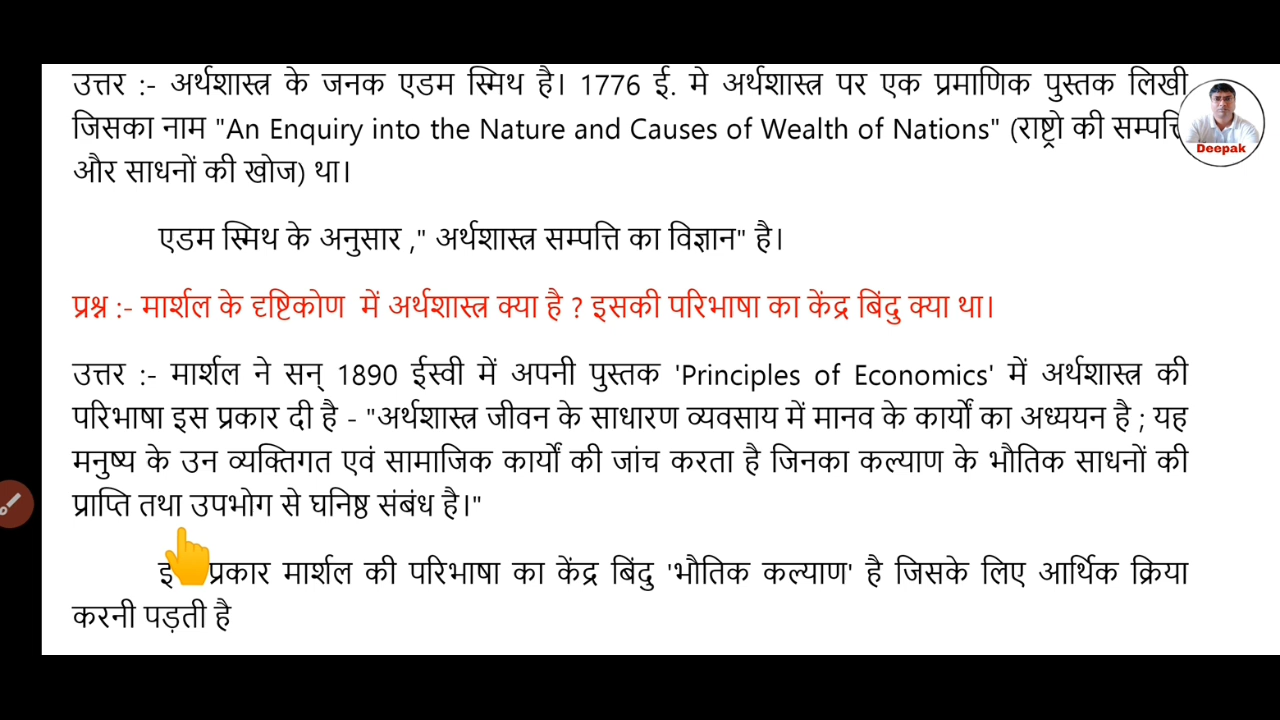 उत्तर :- अर्थशास्त्र के जनक एडम स्मिथ है। 1776 ई. मे अर्थशास्त्र पर एक प्रमाणिक पुस्तक लिखी
जिसका नाम "An Enquiry into the Nature and Causes of Wealth of Nations" (राष्ट्रो की सम्पत्ति
Deepak
और साधनों की खोज) था।
एडम स्मिथ के अनुसार ," अर्थशास्त्र सम्पत्ति का विज्ञान" है।
प्रश्न :- मार्शल के दृष्टिकोण में अर्थशास्त्र क्या है ? इसकी परिभाषा का केंद्र बिंदु क्या था।
उत्तर :- मार्शल ने सन् 1890 ईस्वी में अपनी पुस्तक 'Principles of Economics' में अर्थशास्त्र की
परिभाषा इस प्रकार दी है - "अर्थशास्त्र जीवन के साधारण व्यवसाय में मानव के कार्यों का अध्ययन है ; यह
मनुष्य के उन व्यक्तिगत एवं सामाजिक कार्यों की जांच करता है जिनका कल्याण के भौतिक साधनों की
प्राप्ति तथा उपभोग से घनिष्ठ संबंध है।"
प्रकार मार्शल की परिभाषा का केंद्र बिंदु 'भौतिक कल्याण' है जिसके लिए आर्थिक क्रिया
करनी पड़ती है